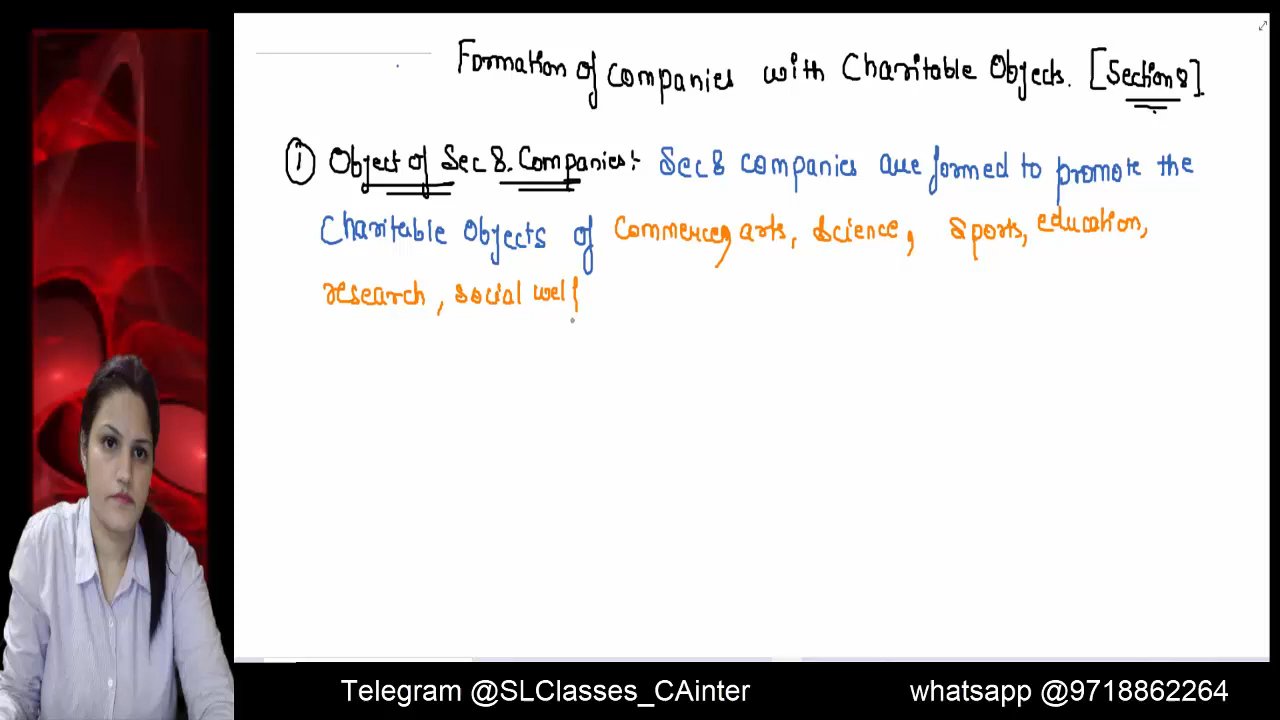 Formation of Companies with Charitable Objects. [Section 8]
① Object of Sec 8. Companies:- Sec 8 companies are formed to promote the
Charitable Objects of Commerce, arts, science, sports, education,
research, social welf
Telegram @SLClasses_CAinter whatsapp @9718862264